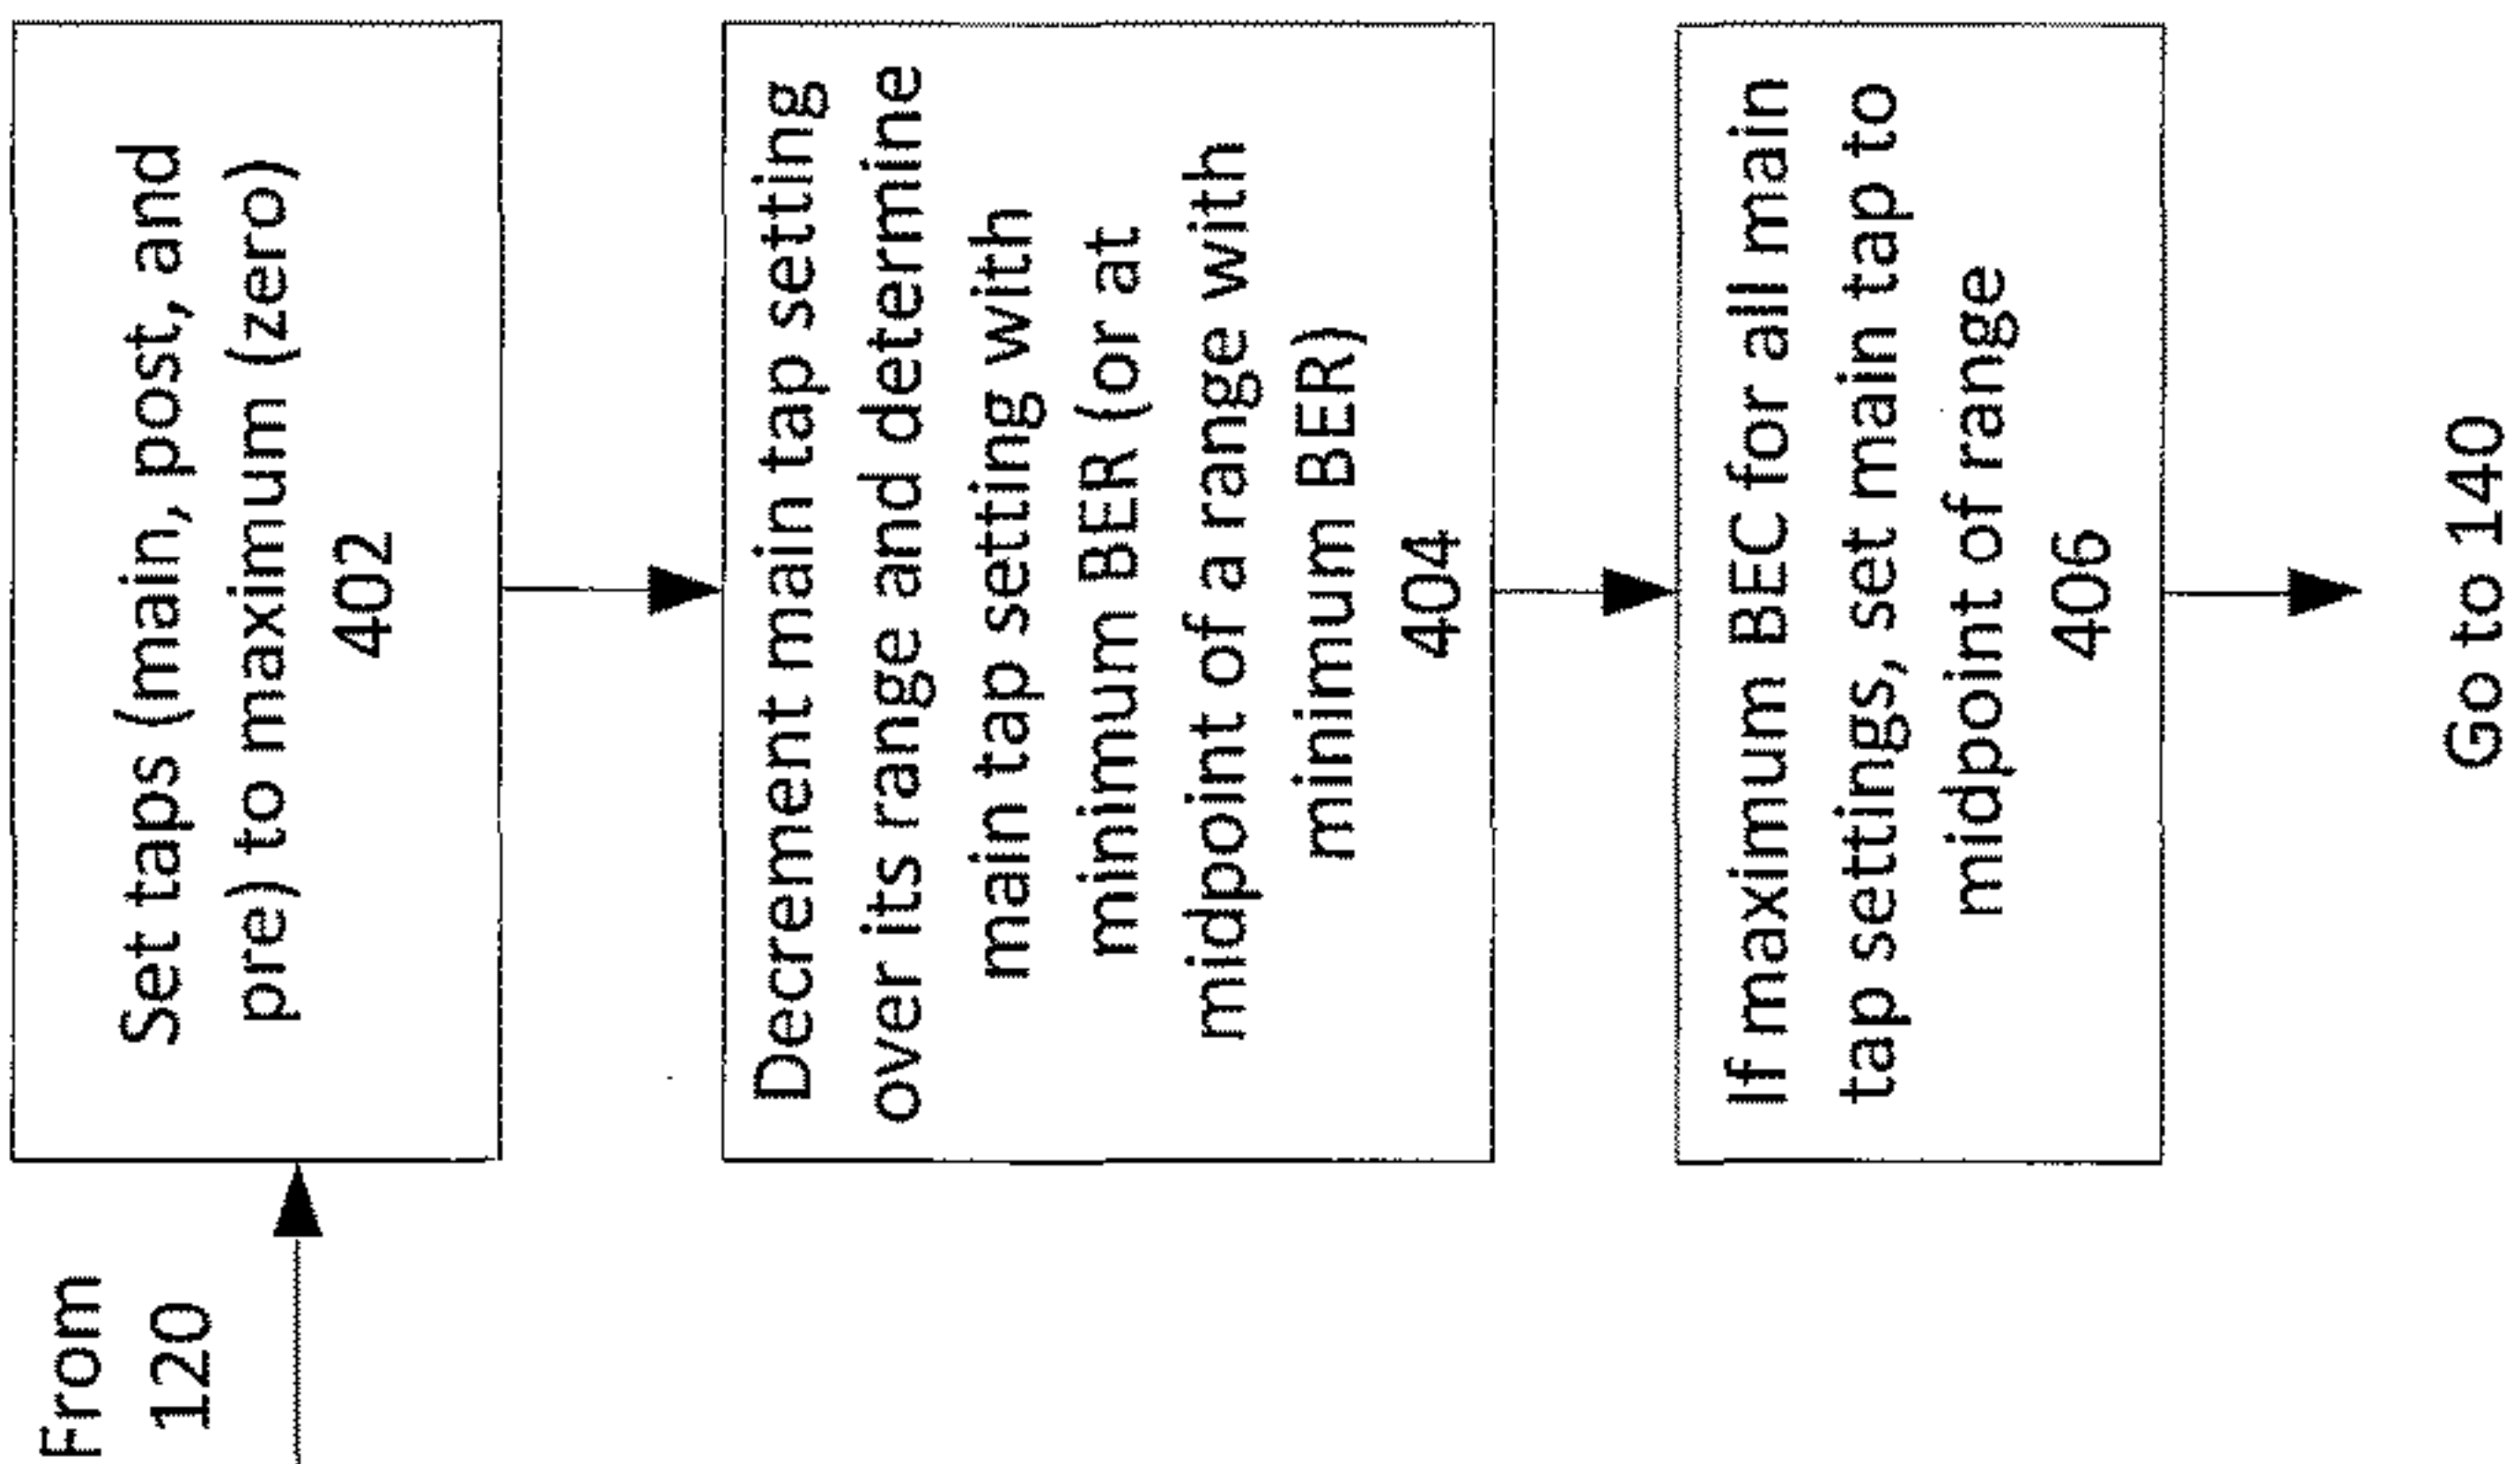 From
120
Set taps (main, post, and
pre) to maximum (zero)
402
Decrement main tap setting
over its range and determine
main tap setting with
minimum BER (or at
midpoint of a range with
minimum BER)
404
If maximum BEC for all main
tap settings, set main tap to
midpoint of range
406
Go to 140